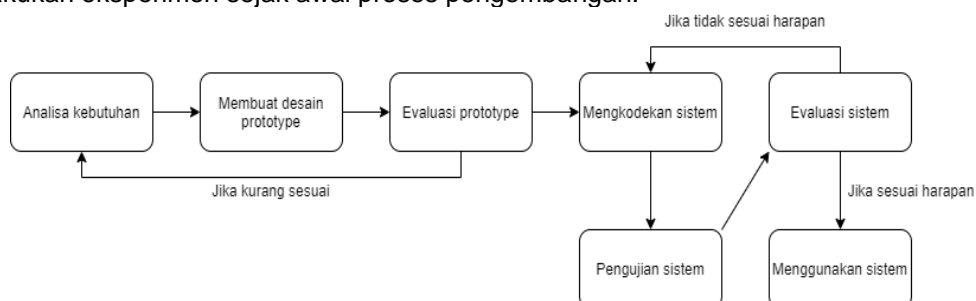 akukan eksperimen sejak awal proses pengembangan.
Jika tidak sesuai harapan
Analisa kebutuhan
Membuat desain
prototype
Evaluasi prototype
Mengkodekan sistem
Evaluasi sistem
Jika kurang sesuai
Jika sesuai harapan
Pengujian sistem
Menggunakan sistem